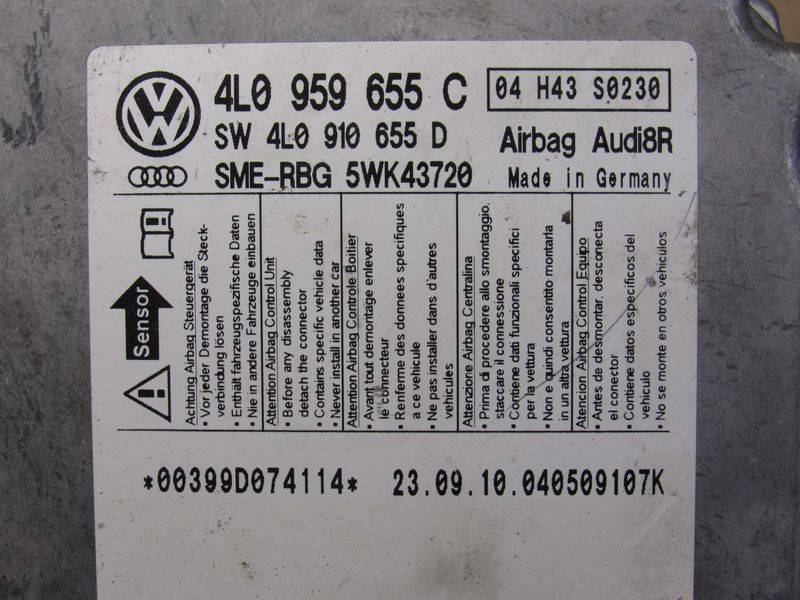 4L0 959 655 C
04 H43 S0230
SW 4L0 910 655 D
Airbag Audi8R
SME-RBG 5WK43720
Made in Germany
Sensor
Achtung Airbag Steuergerät
• Vor jeder Demontage die Steck-
verbindung lösen
• Enthält fahrzeugspezifische Daten
• Nie in andere Fahrzeuge einbauen
Attention Airbag Control Unit
• Before any disassembly
detach the connector
• Contains specific vehicle data
• Never install in another car
Attention Airbag Controle Boitier
• Avant tout demontage enlever
le connecteur
• Renferme des données specifiques
a ce vehicule
• Ne pas installer dans d'autres
vehicules
Attenzione Airbag Centralina
• Prima di procedere allo smontaggio.
staccare il connessione
• Contiene dati funzionali specifici
per la vettura
• Non e quindi consentito montarla
in un altra vettura
Atencion Airbag Control Equipo
• Antes de desmontar, desconecta
el conector
• Contiene datos específicos del
vehículo
• No se monte en otros vehiculos
*00399D074114*
23.09.10.040509107K